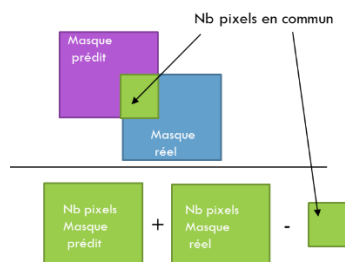 Nb pixels en commun
Masque
prédit
Masque
réel
Nb pixels
Masque
prédit
+
Nb pixels
Masque
réel
-